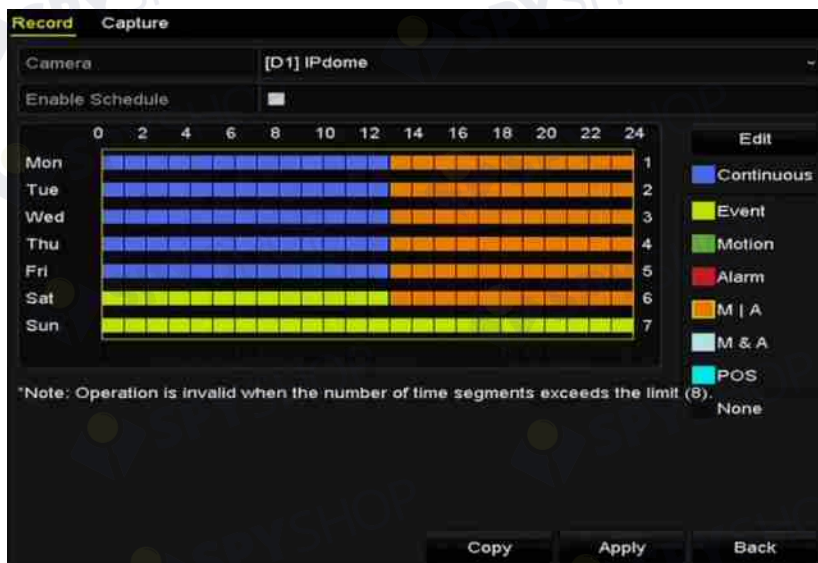 Record Capture
Camera [D1] IPdome
Enable Schedule
0 2 4 6 8 10 12 14 16 18 20 22 24
Edit
Mon 1
Continuous
Tue 2
Wed 3
Event
Thu 4
Motion
Fri 5
Alarm
Sat 6
M | A
Sun 7
M & A
POS
*Note: Operation is invalid when the number of time segments exceeds the limit (8).
None
SPYSHOP
SPYSHOP
Copy Apply Back